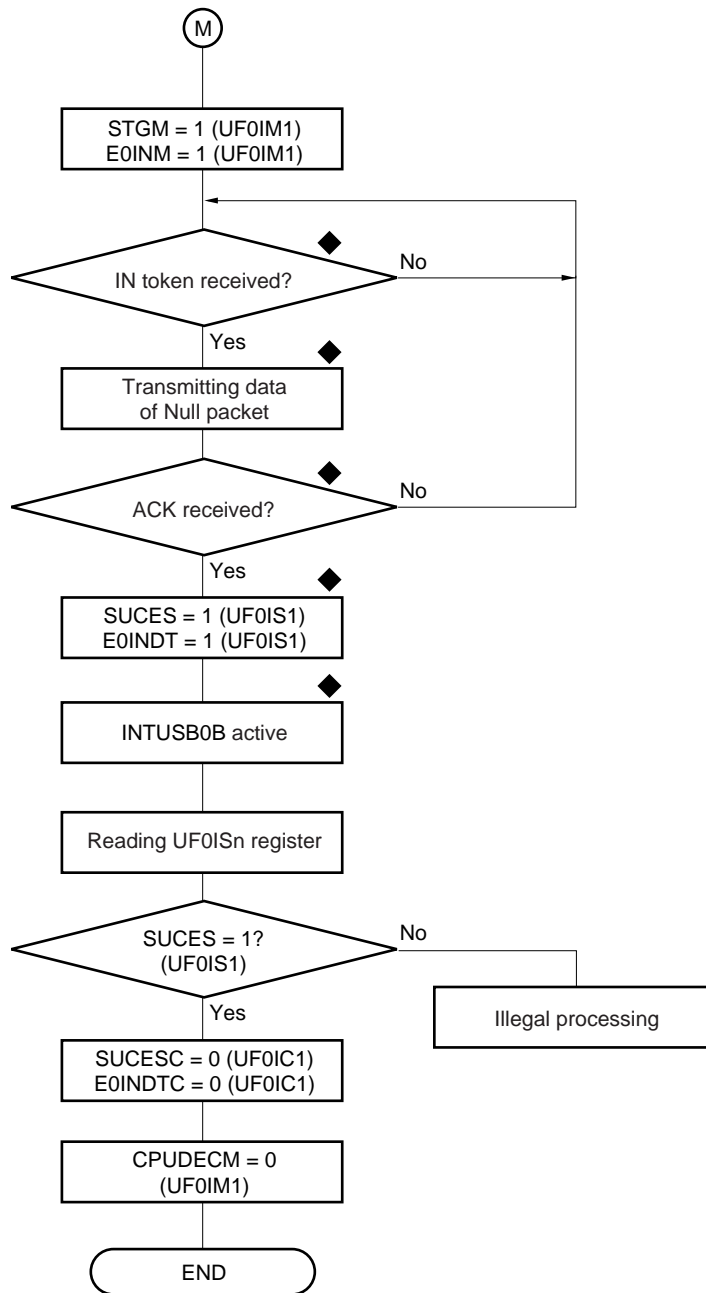 M
STGM = 1 (UF0IM1)
E0INM = 1 (UF0IM1)
IN token received?
No
Yes
Transmitting data
of Null packet
ACK received?
No
Yes
SUCES = 1 (UF0IS1)
E0INDT = 1 (UF0IS1)
INTUSB0B active
Reading UF0ISn register
SUCES = 1?
(UF0IS1)
No
Yes
Illegal processing
SUCESC = 0 (UF0IC1)
E0INDTC = 0 (UF0IC1)
CPUDECM = 0
(UF0IM1)
END